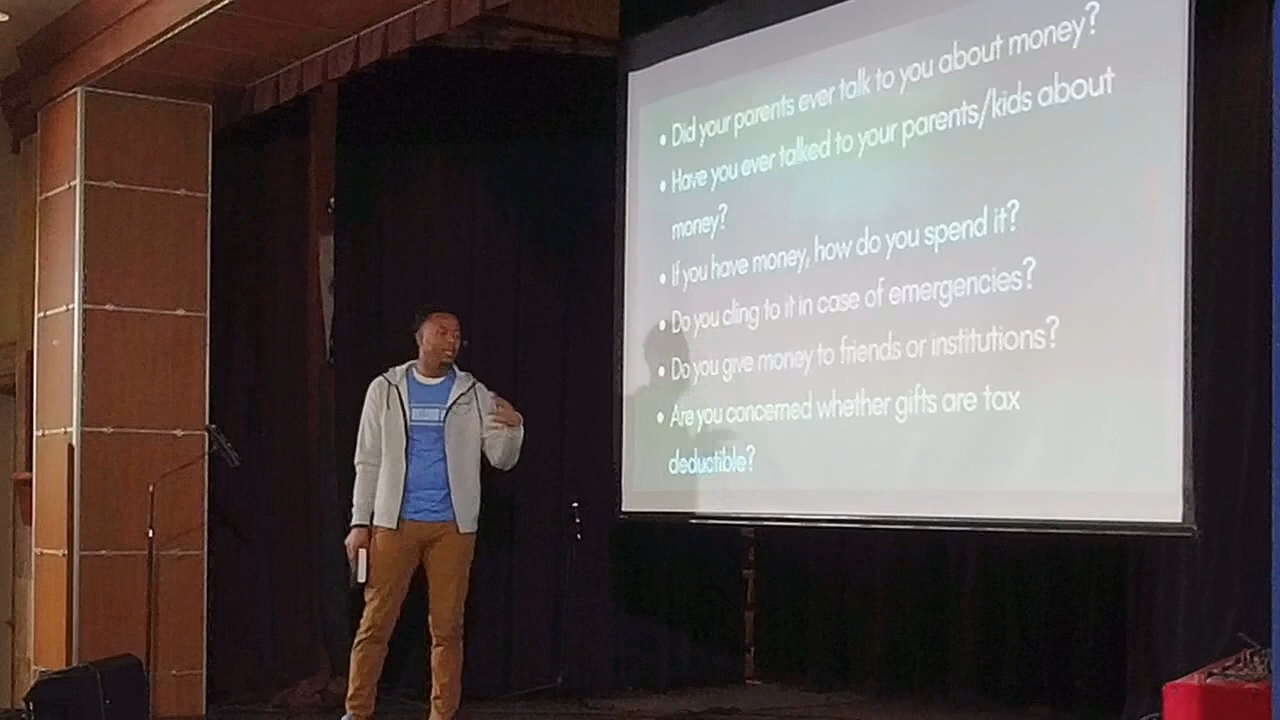 • Did your parents ever talk to you about money?
• Have you ever talked to your parents/kids about
money?
• If you have money, how do you spend it?
• Do you cling to it in case of emergencies?
• Do you give money to friends or institutions?
• Are you concerned whether gifts are tax
deductible?